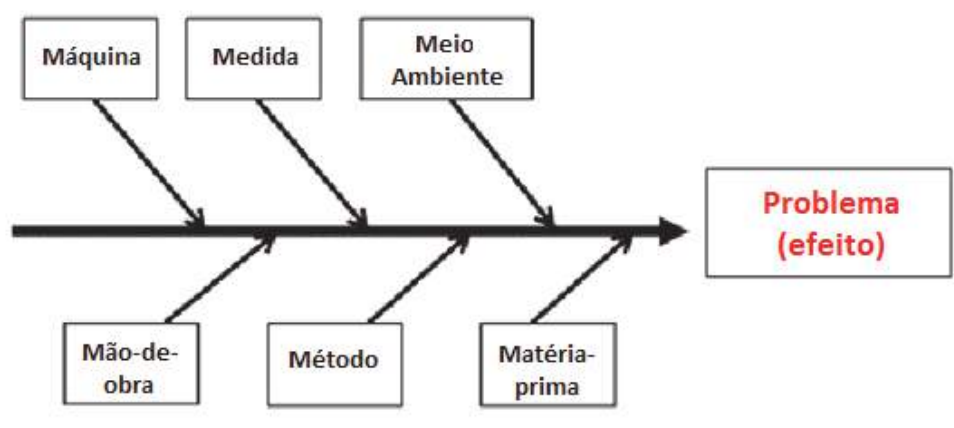 Máquina
Medida
Meio
Ambiente
Problema
(efeito)
Mão-de-
obra
Método
Matéria-
prima